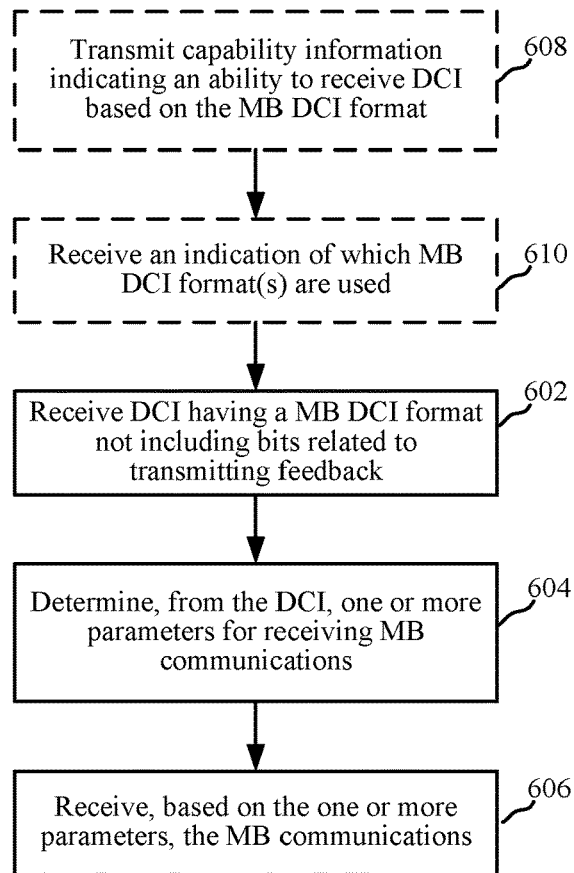 Transmit capability information
indicating an ability to receive DCI
based on the MB DCI format
608
Receive an indication of which MB
DCI format(s) are used
610
Receive DCI having a MB DCI format
not including bits related to
transmitting feedback
602
Determine, from the DCI, one or more
parameters for receiving MB
communications
604
Receive, based on the one or more
parameters, the MB communications
606